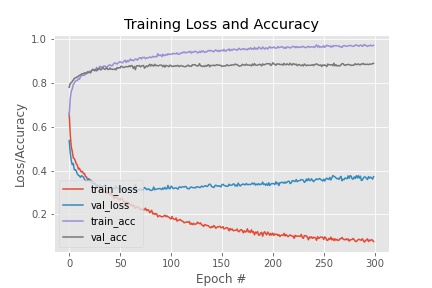 Training Loss and Accuracy
1.0
0.8
0.6
0.4
0.2
Loss/Accuracy
train_loss
val_loss
train_acc
val_acc
0 50 100 150 200 250 300
Epoch #